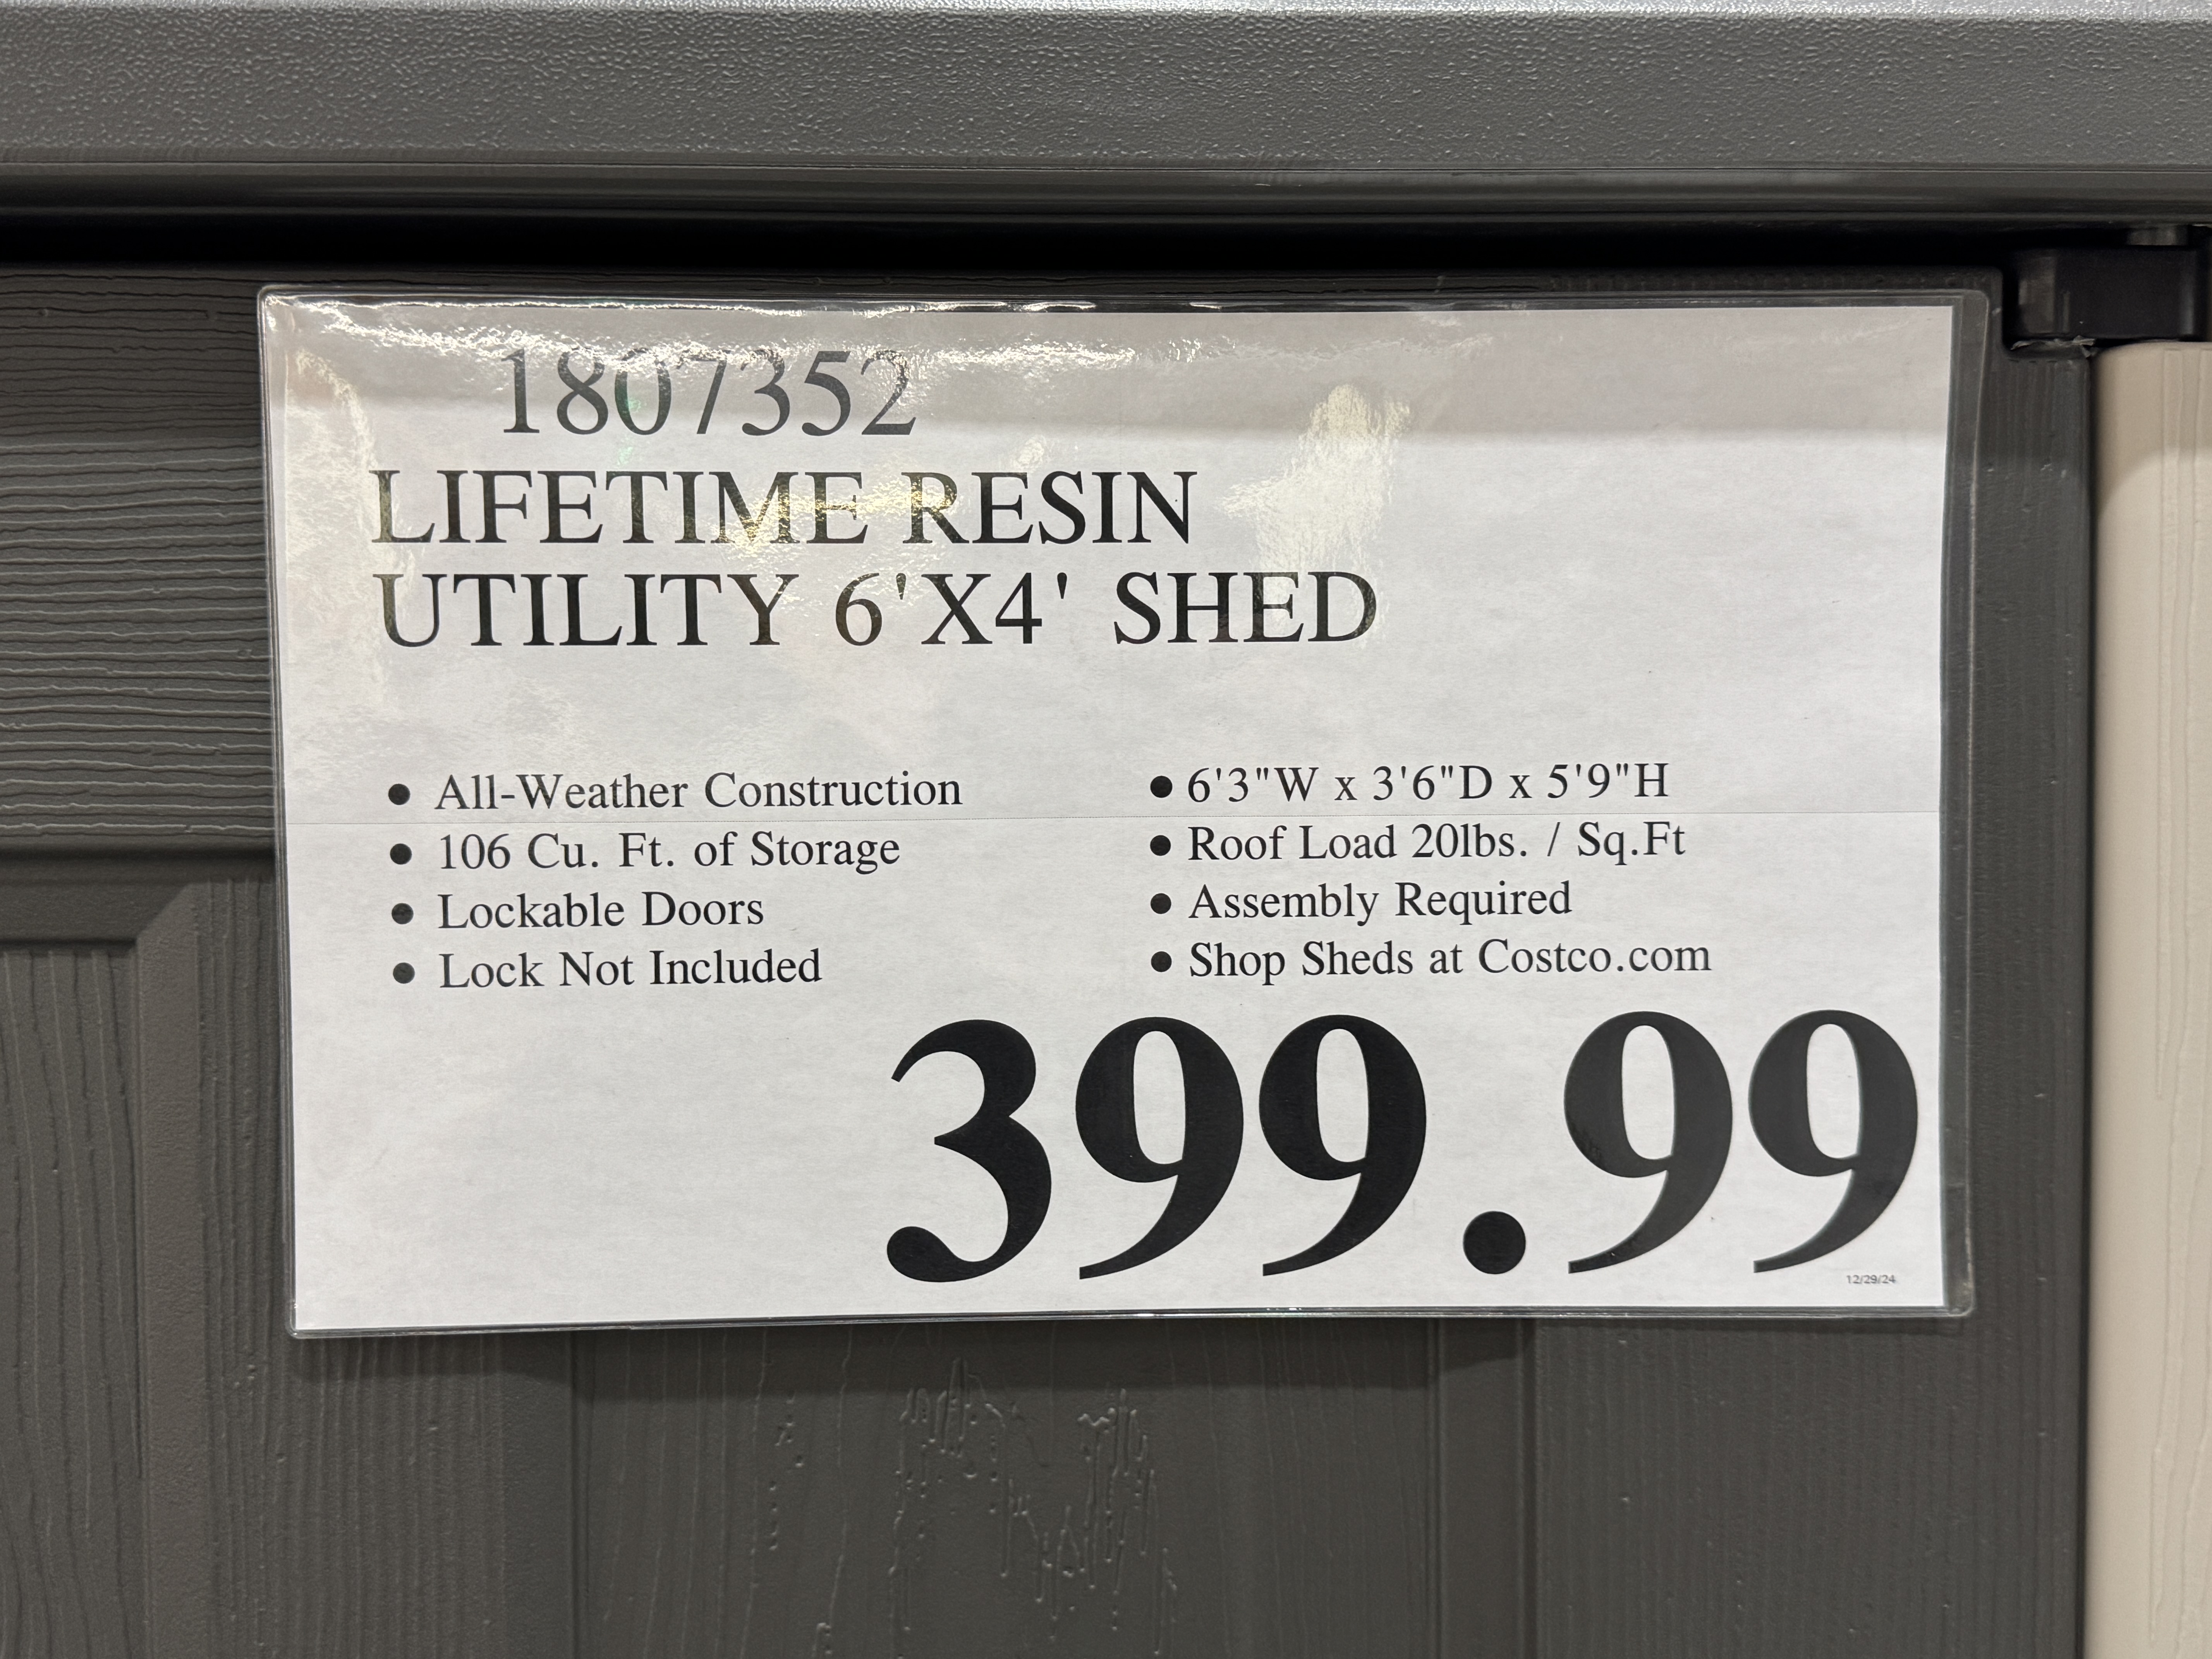 1807352
LIFETIME RESIN
UTILITY 6'X4' SHED
● All-Weather Construction
● 106 Cu. Ft. of Storage
● Lockable Doors
● Lock Not Included
● 6'3"W x 3'6"D x 5'9"H
● Roof Load 20lbs. / Sq.Ft
● Assembly Required
● Shop Sheds at Costco.com
399.99
12/29/24